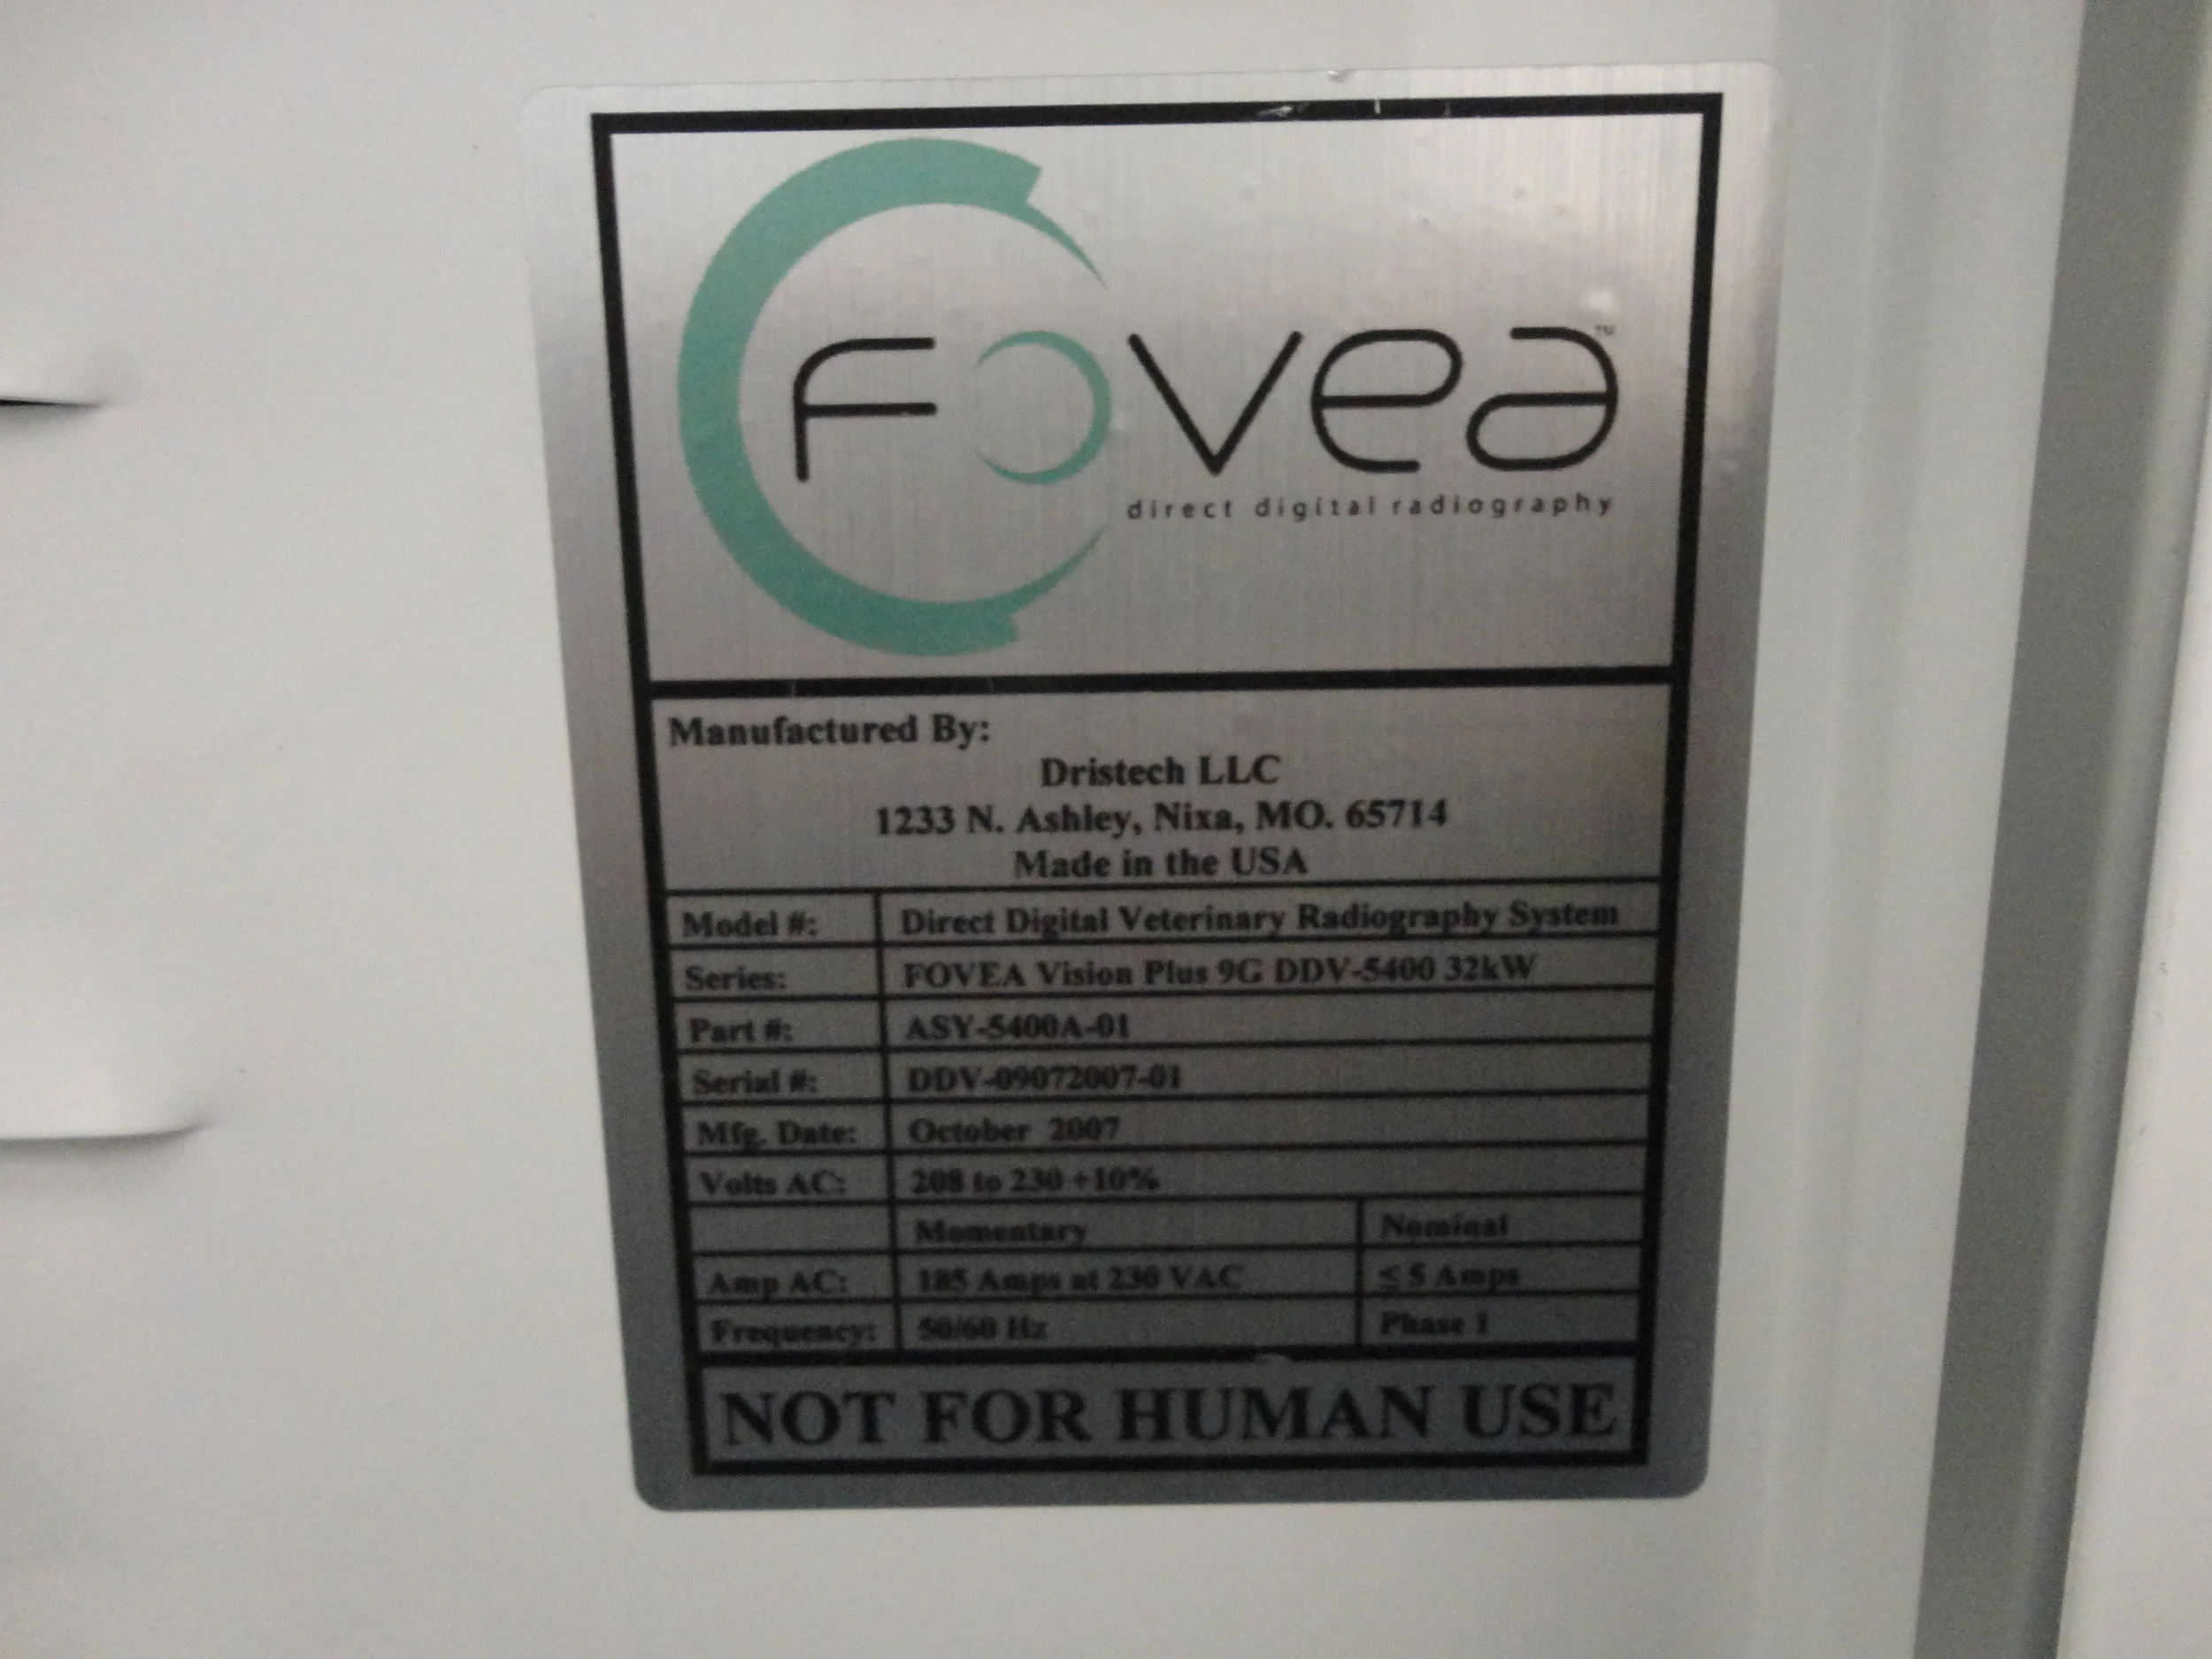 fovea™
direct digital radiography
Manufactured By:
Dristech LLC
1233 N. Ashley, Nixa, MO. 65714
Made in the USA
Model #: Direct Digital Veterinary Radiography System
Series: FOVEA Vision Plus 9G DDV-5400 32kW
Part #: ASY-5400A-01
Serial #: DDV-09072007-01
Mfg. Date: October 2007
Volts AC: 208 to 230 +10%
Momentary Nominal
Amp AC: 185 Amps at 230 VAC ≤ 5 Amps
Frequency: 50/60 Hz Phase 1
NOT FOR HUMAN USE